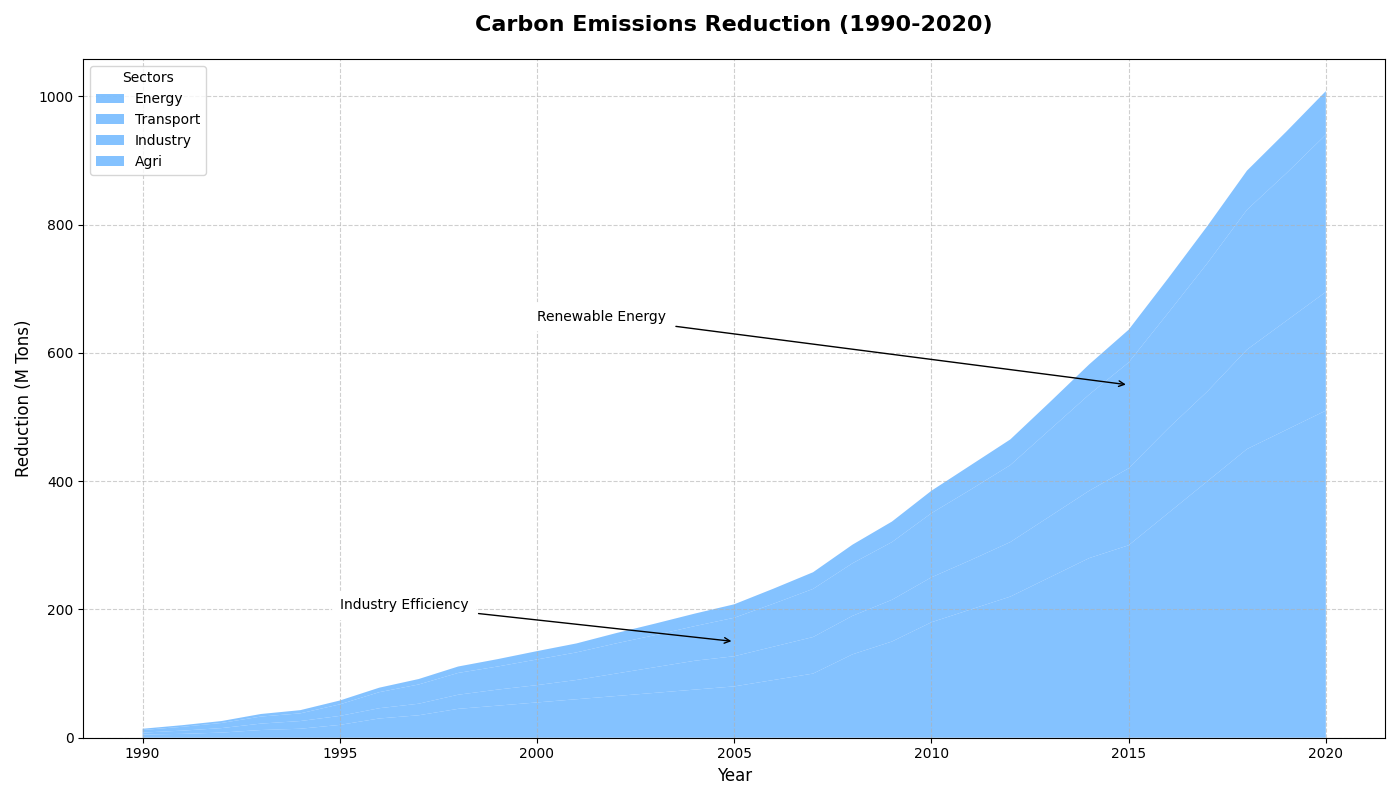 Carbon Emissions Reduction (1990-2020)
Sectors
Energy
Transport
Industry
Agri
Renewable Energy
Industry Efficiency
Reduction (M Tons)
1000
800
600
400
200
0
1990
1995
2000
2005
2010
2015
2020
Year